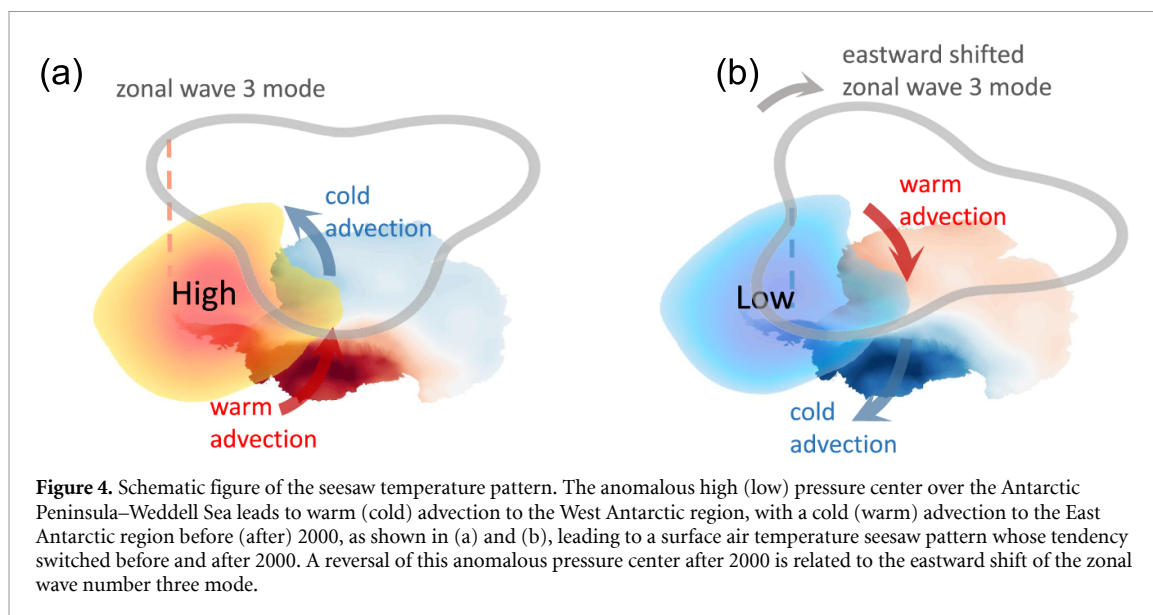 (a)
zonal wave 3 mode
cold
advection
High
warm
advection
(b)
eastward shifted
zonal wave 3 mode
warm
advection
Low
cold
advection
Figure 4. Schematic figure of the seesaw temperature pattern. The anomalous high (low) pressure center over the Antarctic
Peninsula–Weddell Sea leads to warm (cold) advection to the West Antarctic region, with a cold (warm) advection to the East
Antarctic region before (after) 2000, as shown in (a) and (b), leading to a surface air temperature seesaw pattern whose tendency
switched before and after 2000. A reversal of this anomalous pressure center after 2000 is related to the eastward shift of the zonal
wave number three mode.